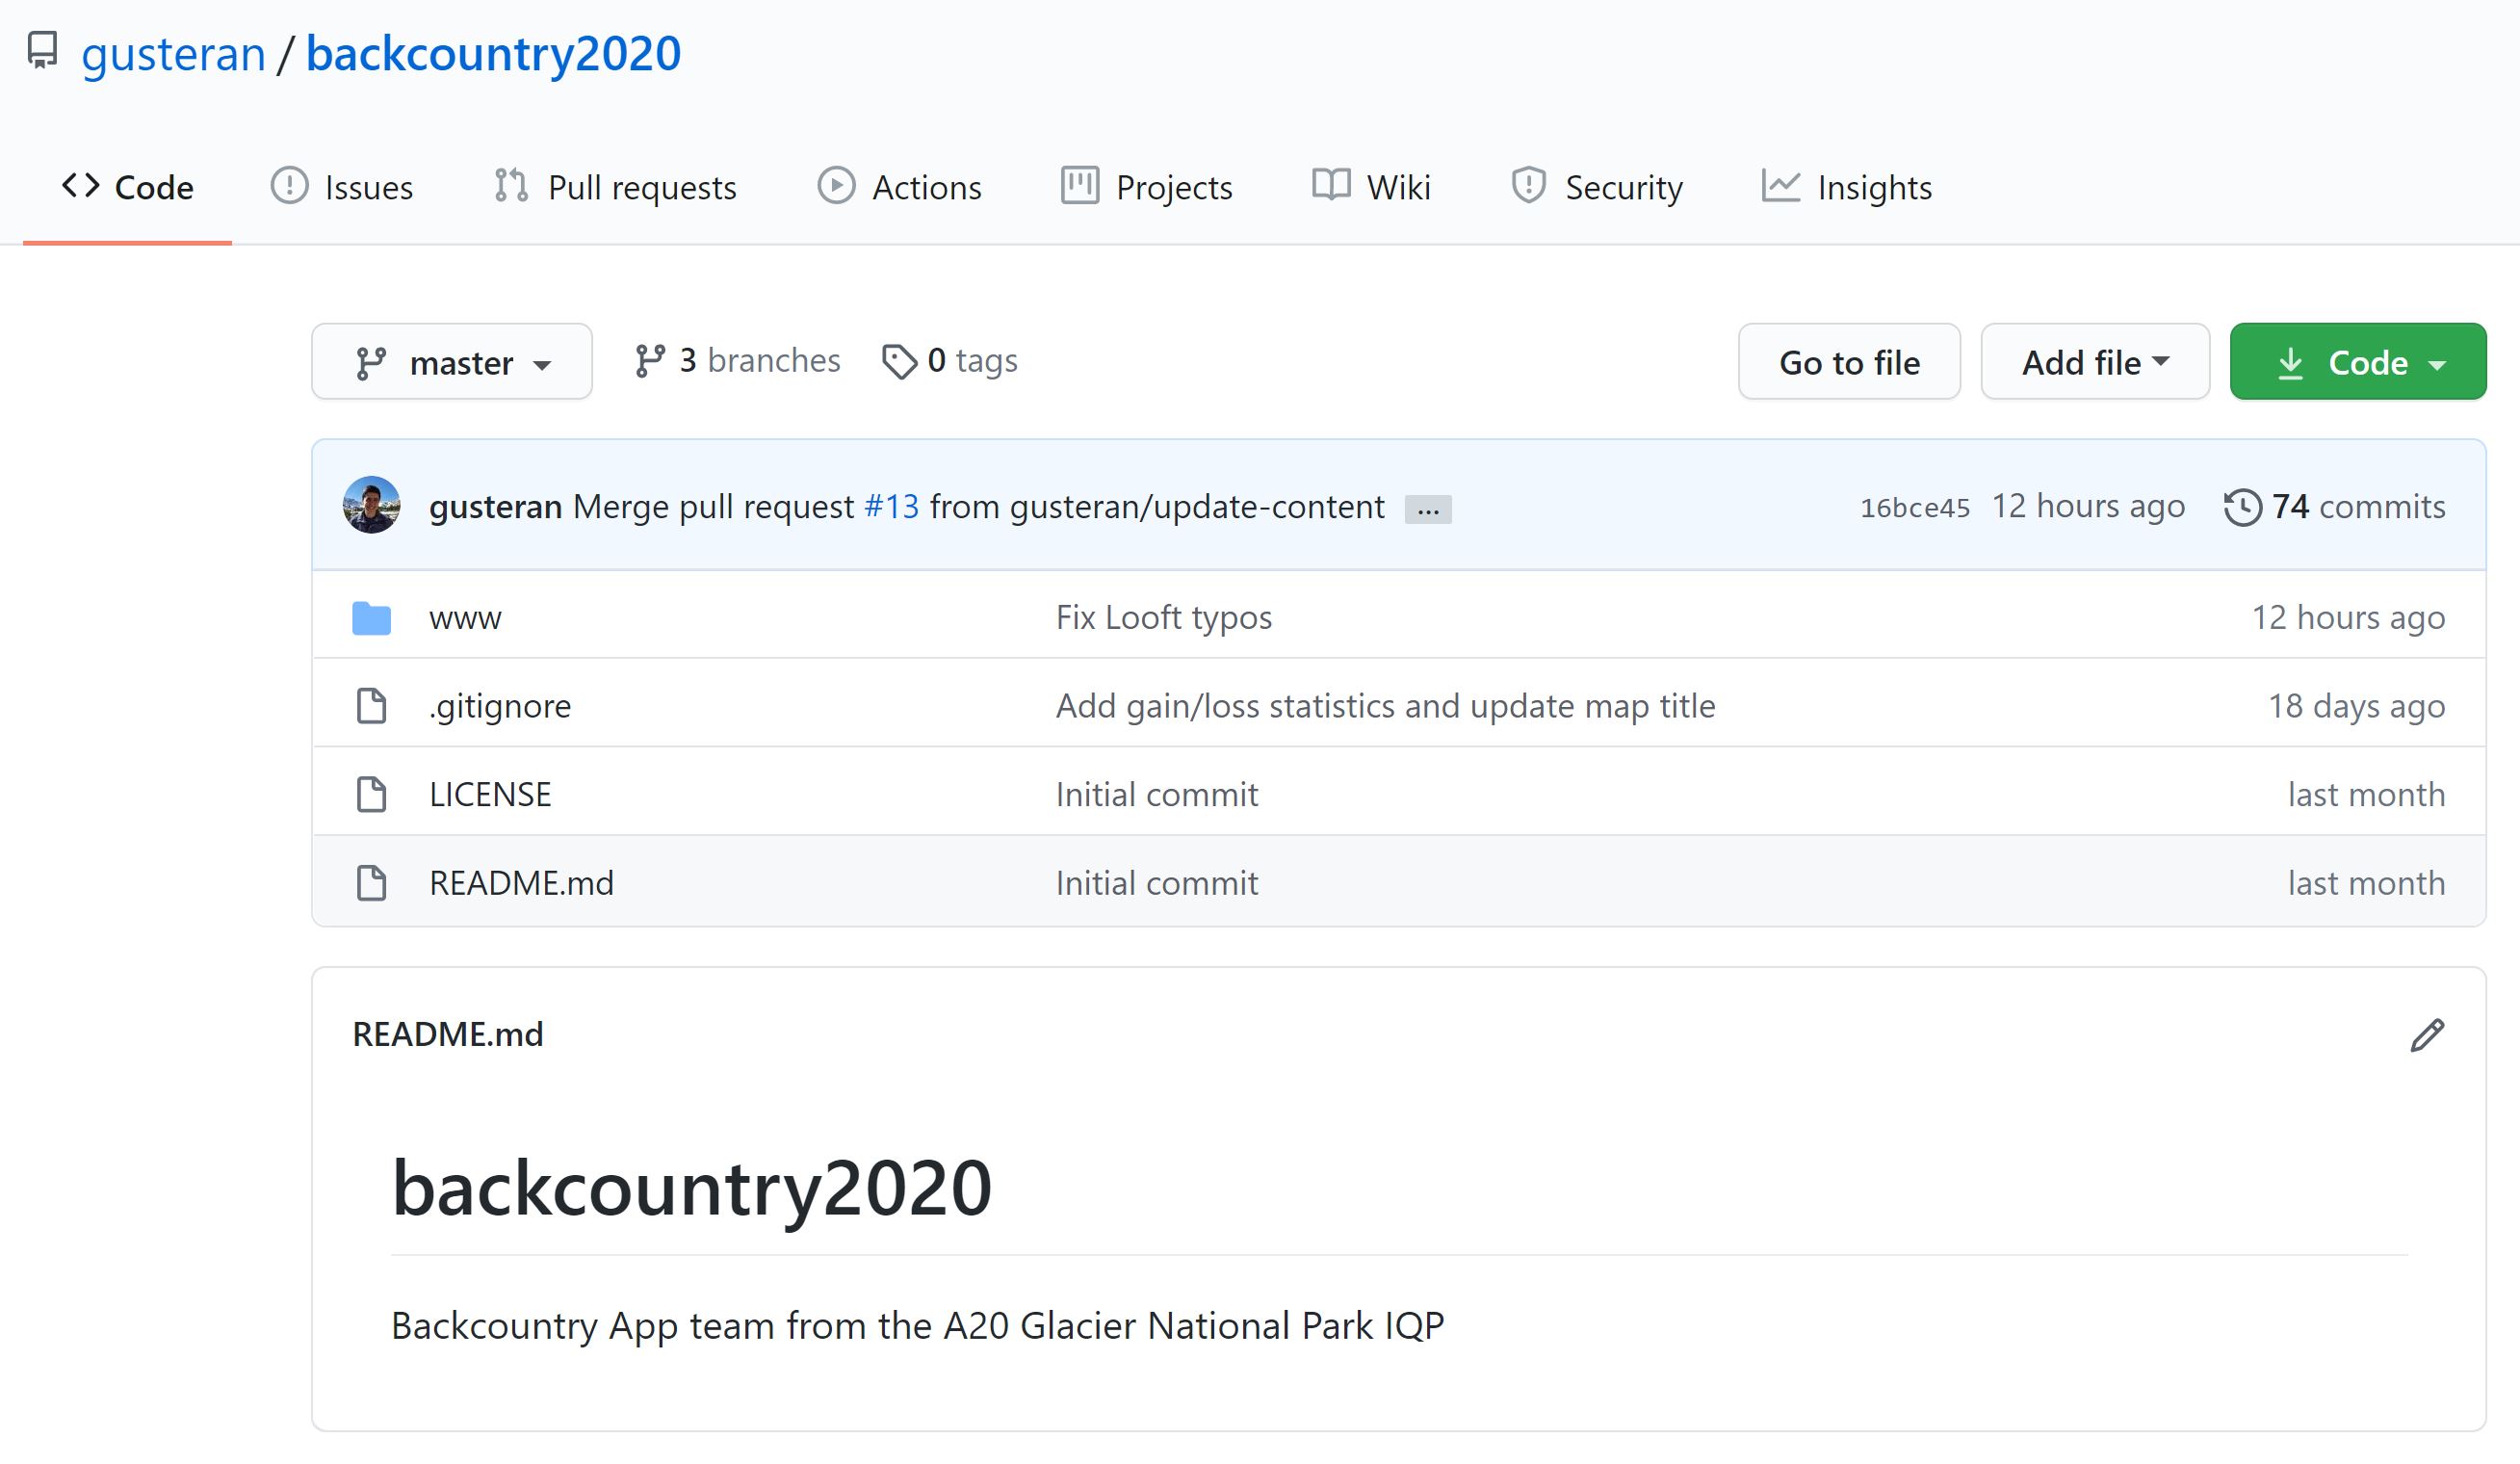 gusteran / backcountry2020
Code Issues Pull requests Actions Projects Wiki Security Insights
master 3 branches 0 tags Go to file Add file Code
gusteran Merge pull request #13 from gusteran/update-content ... 16bce45 12 hours ago 74 commits
www Fix Looft typos 12 hours ago
.gitignore Add gain/loss statistics and update map title 18 days ago
LICENSE Initial commit last month
README.md Initial commit last month
README.md
backcountry2020
Backcountry App team from the A20 Glacier National Park IQP